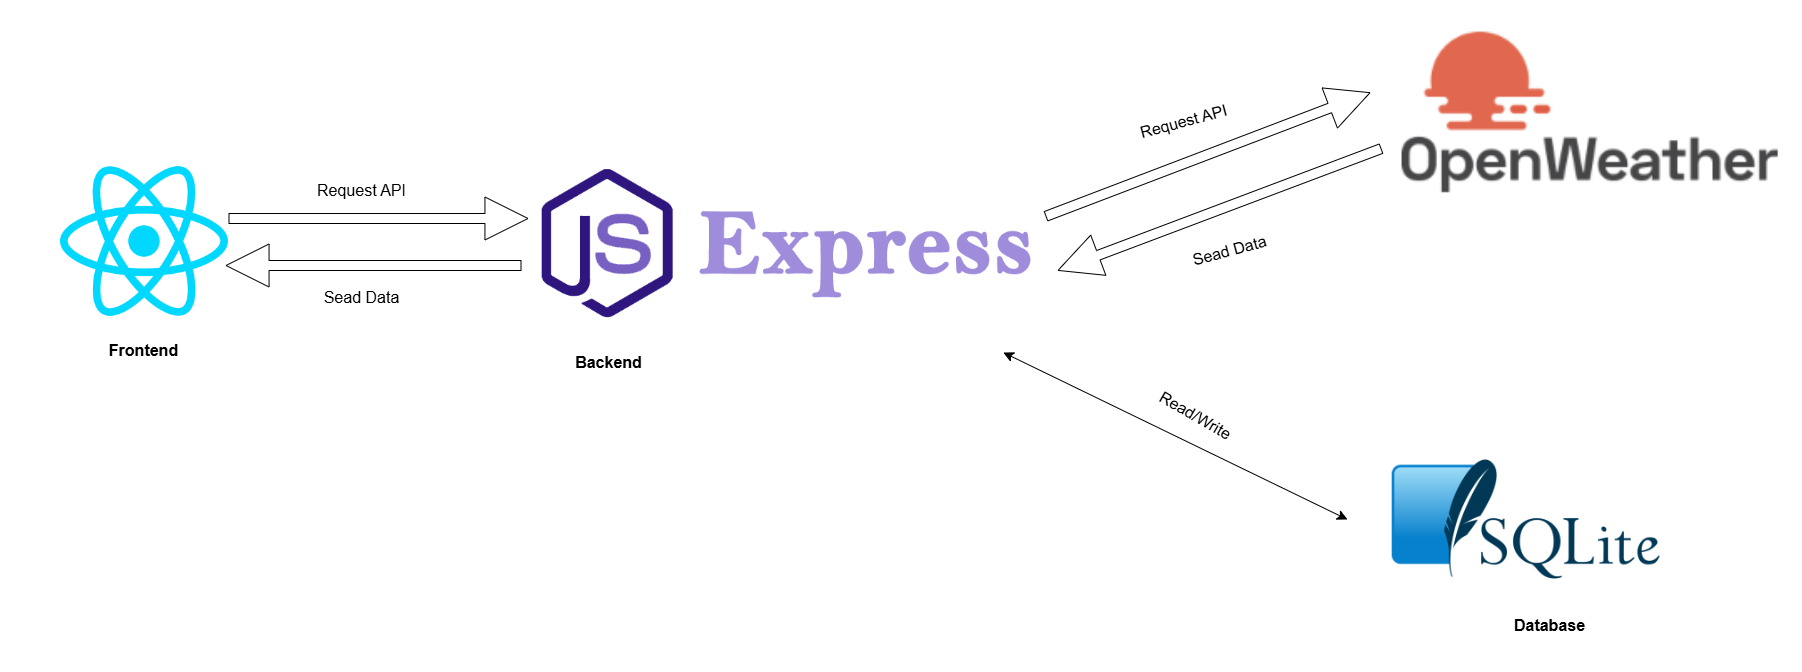 Request API
Sead Data
Frontend
JS
Express
Backend
Request API
Sead Data
OpenWeather
Read/Write
SQLite
Database